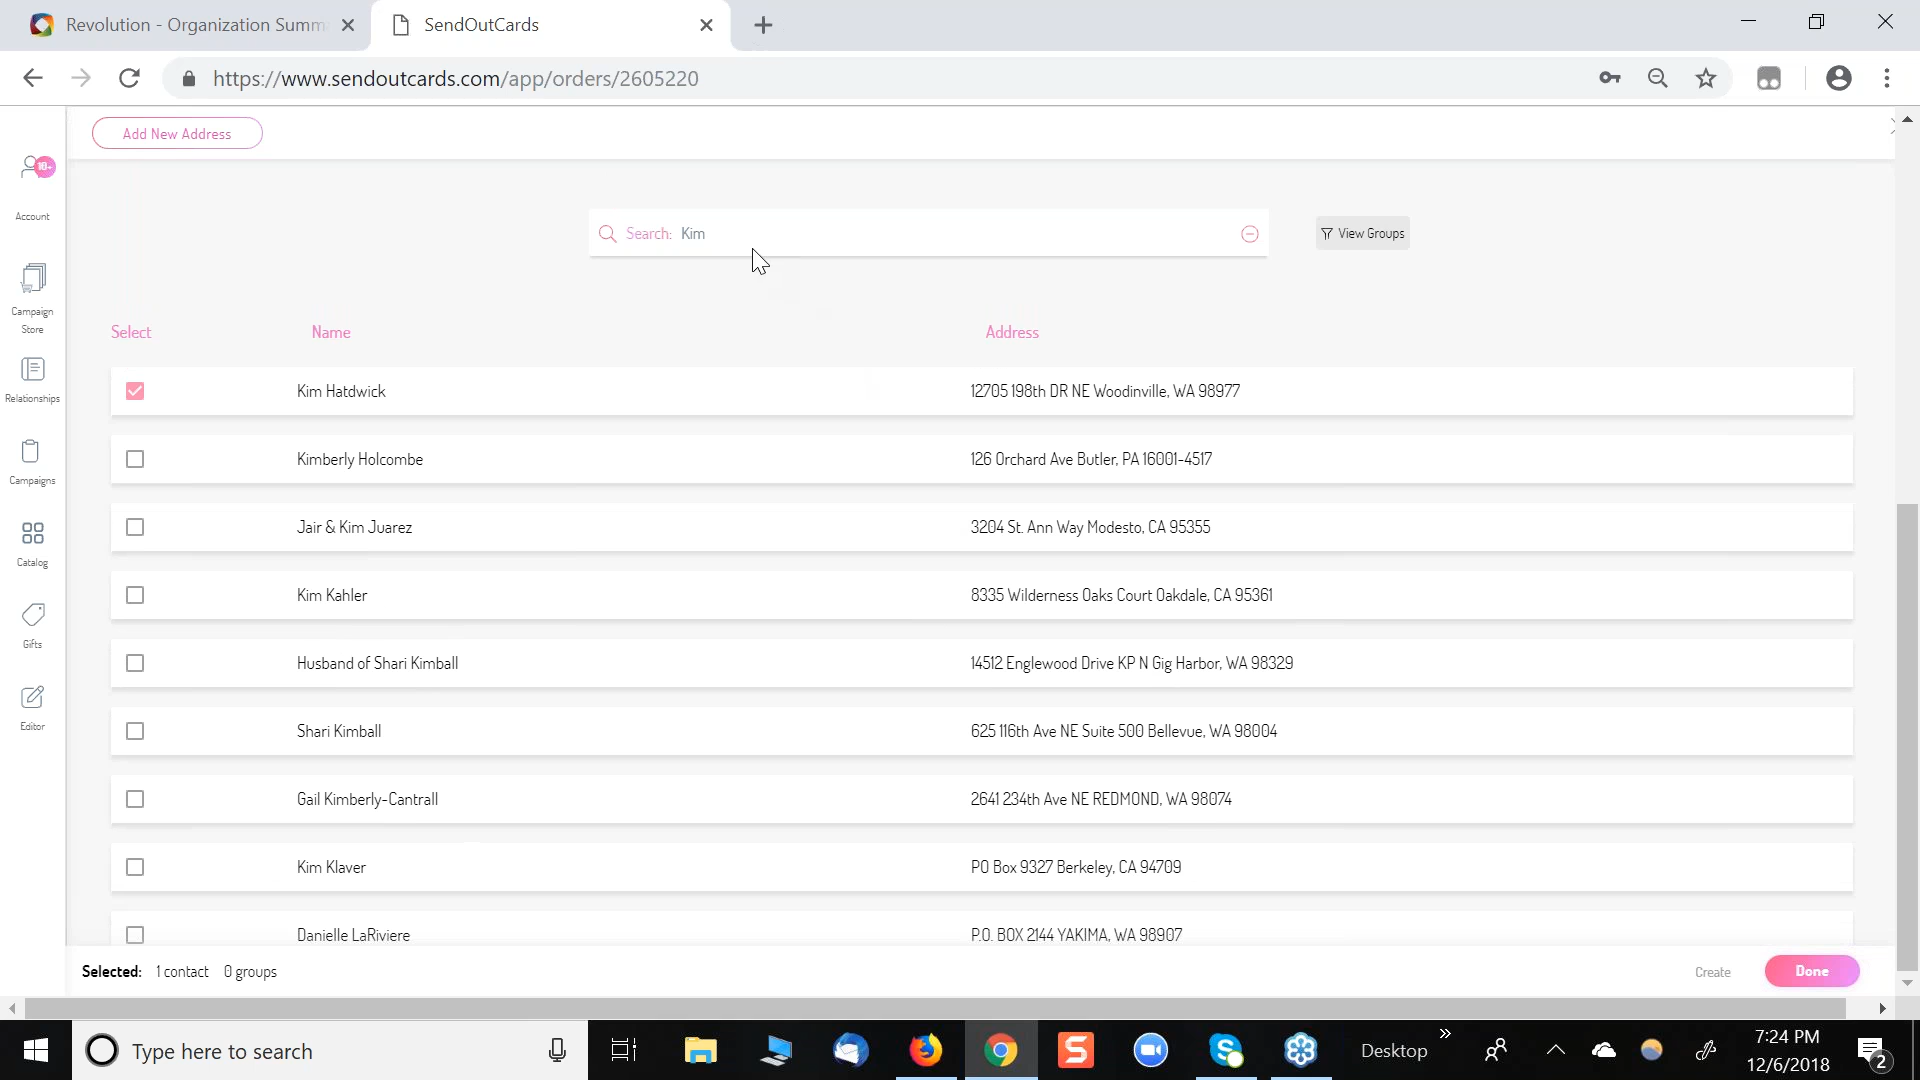 Revolution - Organization Summ
SendOutCards
https://www.sendoutcards.com/app/orders/2605220
Add New Address
18+
Account
Search: Kim
View Groups
Campaign
Store
Select Name Address
Relationships
Kim Hatdwick 12705 198th DR NE Woodinville, WA 98977
Kimberly Holcombe 126 Orchard Ave Butler, PA 16001-4517
Campaigns
Jair & Kim Juarez 3204 St. Ann Way Modesto, CA 95355
Catalog
Kim Kahler 8335 Wilderness Oaks Court Oakdale, CA 95361
Gifts
Husband of Shari Kimball 14512 Englewood Drive KP N Gig Harbor, WA 98329
Editor
Shari Kimball 625 116th Ave NE Suite 500 Bellevue, WA 98004
Gail Kimberly-Cantrall 2641 234th Ave NE REDMOND, WA 98074
Kim Klaver PO Box 9327 Berkeley, CA 94709
Danielle LaRiviere P.O. BOX 2144 YAKIMA, WA 98907
Selected: 1 contact 0 groups
Create Done
Type here to search
Desktop
7:24 PM
12/6/2018
2